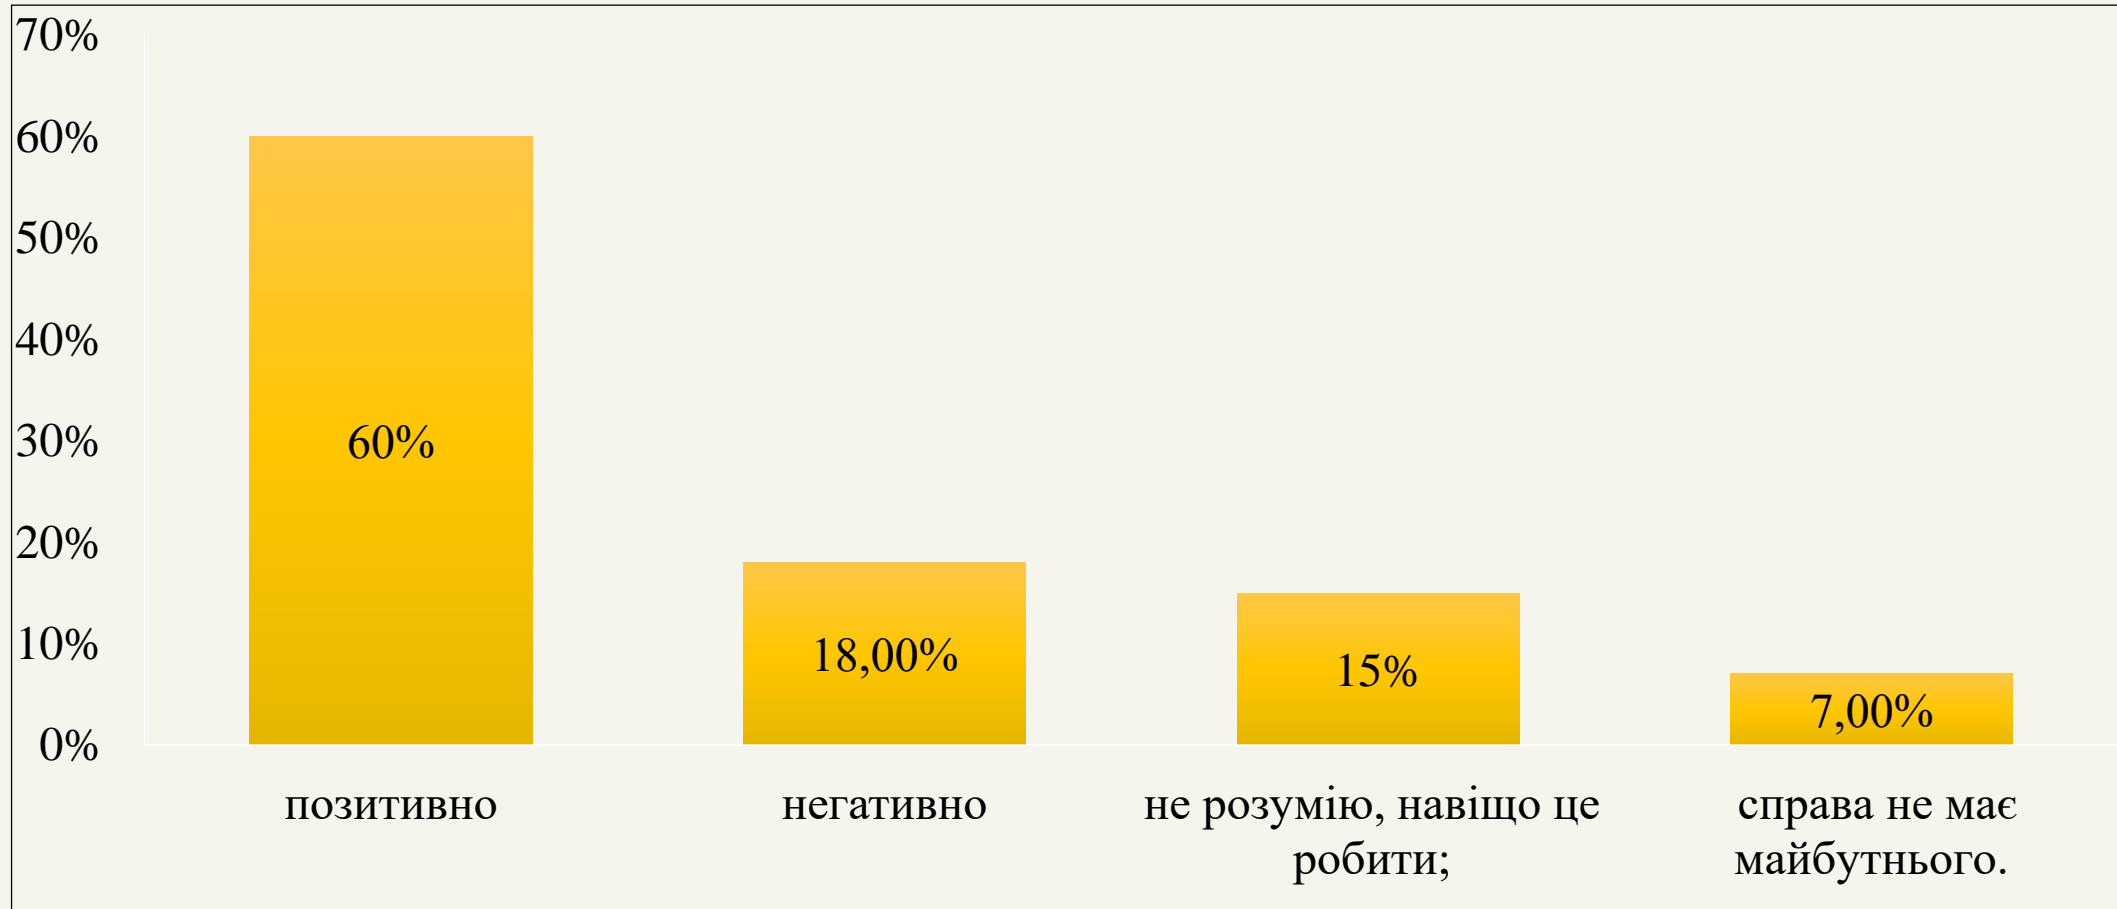 70%
60%
50%
40%
30%
20%
10%
0%
60%
18,00%
15%
7,00%
позитивно
негативно
не розумію, навіщо це
робити;
справа не має
майбутнього.